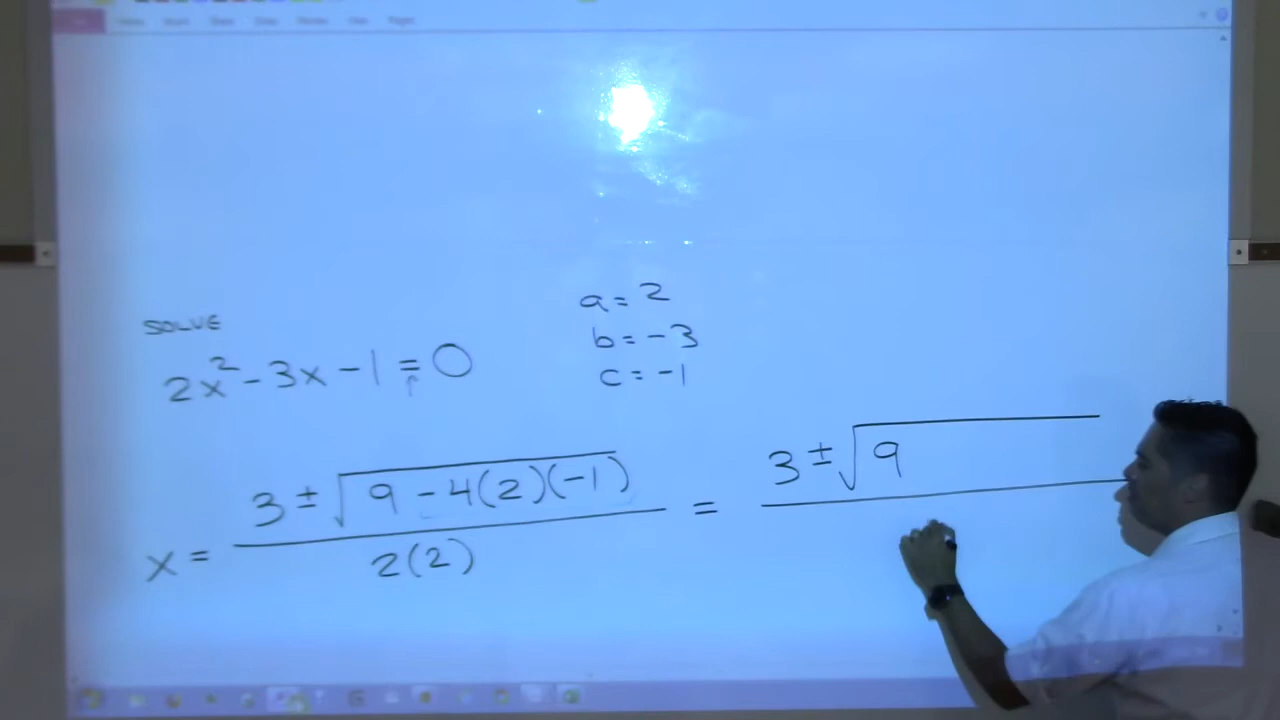 SOLVE
2x² - 3x - 1 = 0
a = 2
b = -3
c = -1
x = 3 ± √9 - 4(2)(-1) / 2(2) = 3 ± √9